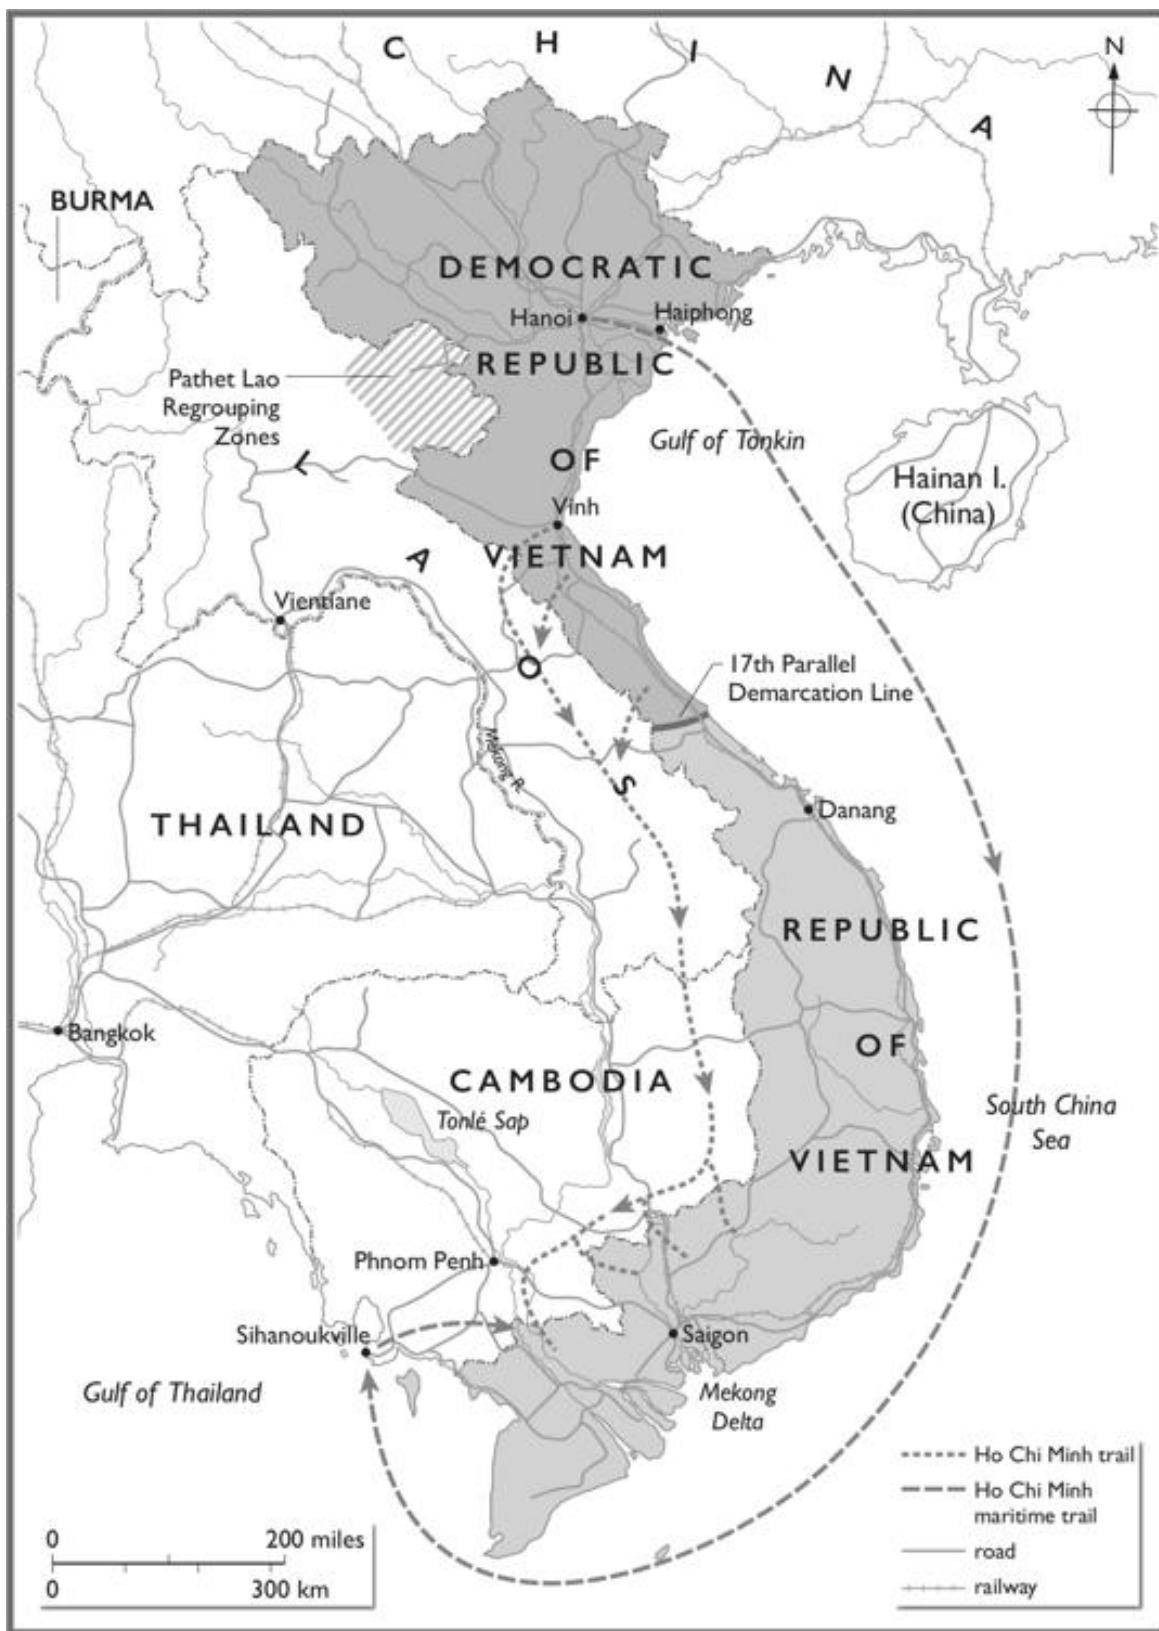 C H I N A
N
BURMA
DEMOCRATIC
Hanoi
Haiphong
REPUBLIC
Pathet Lao
Regrouping
Zones
Gulf of Tonkin
L A O S
OF
Hainan I.
(China)
Vinh
VIETNAM
Vientiane
17th Parallel
Demarcation Line
Mekong R.
THAILAND
Danang
REPUBLIC
Bangkok
OF
CAMBODIA
Tonlé Sap
South China
Sea
VIETNAM
Phnom Penh
Sihanoukville
Saigon
Gulf of Thailand
Mekong
Delta
Ho Chi Minh trail
Ho Chi Minh
maritime trail
road
railway
0 200 miles
0 300 km